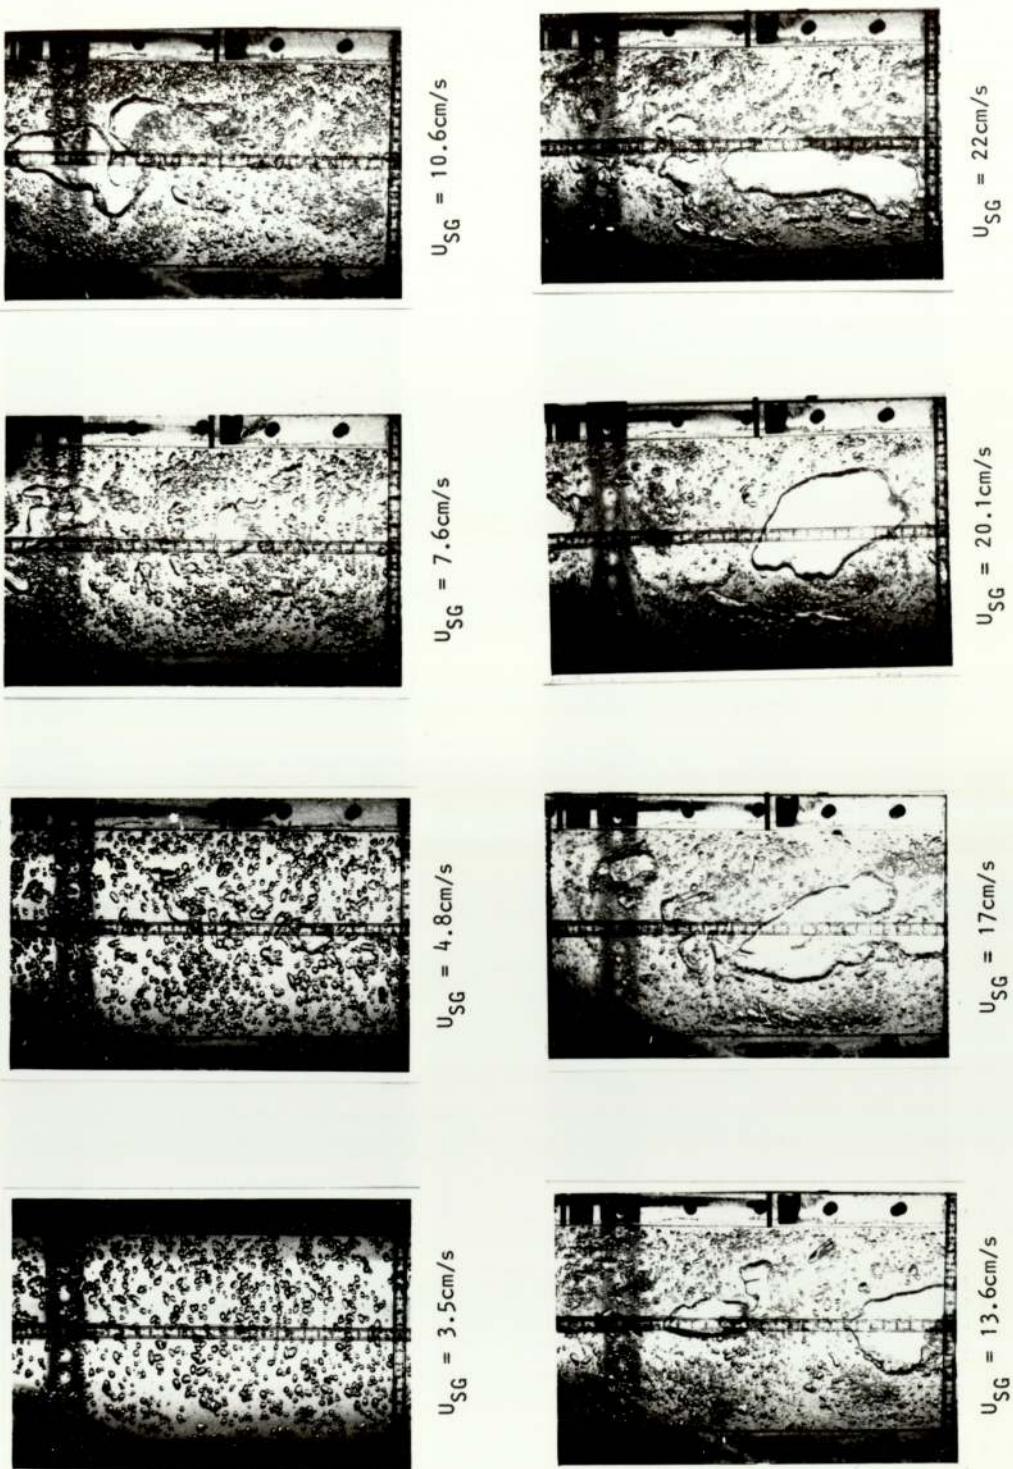 U_SG = 3.5cm/s
U_SG = 4.8cm/s
U_SG = 7.6cm/s
U_SG = 10.6cm/s
U_SG = 13.6cm/s
U_SG = 17cm/s
U_SG = 20.1cm/s
U_SG = 22cm/s